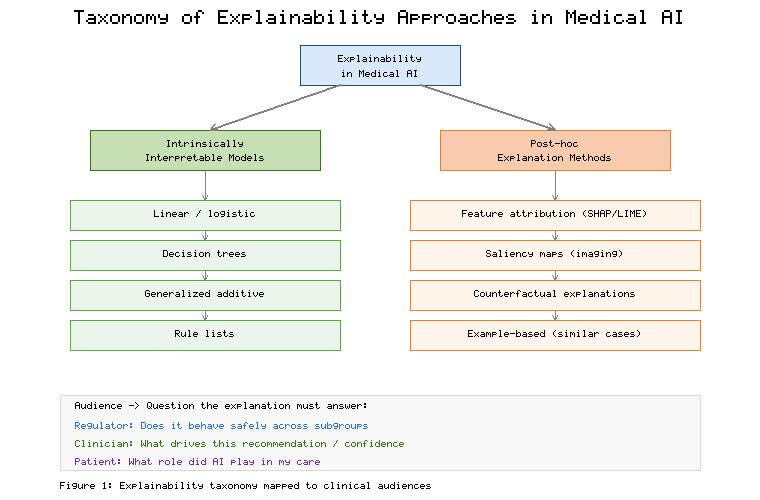 Taxonomy of Explainability Approaches in Medical AI
Explainability
in Medical AI
Intrinsically
Interpretable Models
Post-hoc
Explanation Methods
Linear / logistic
Feature attribution (SHAP/LIME)
Decision trees
Saliency maps (imaging)
Generalized additive
Counterfactual explanations
Rule lists
Example-based (similar cases)
Audience -> Question the explanation must answer:
Regulator: Does it behave safely across subgroups
Clinician: What drives this recommendation / confidence
Patient: What role did AI play in my care
Figure 1: Explainability taxonomy mapped to clinical audiences